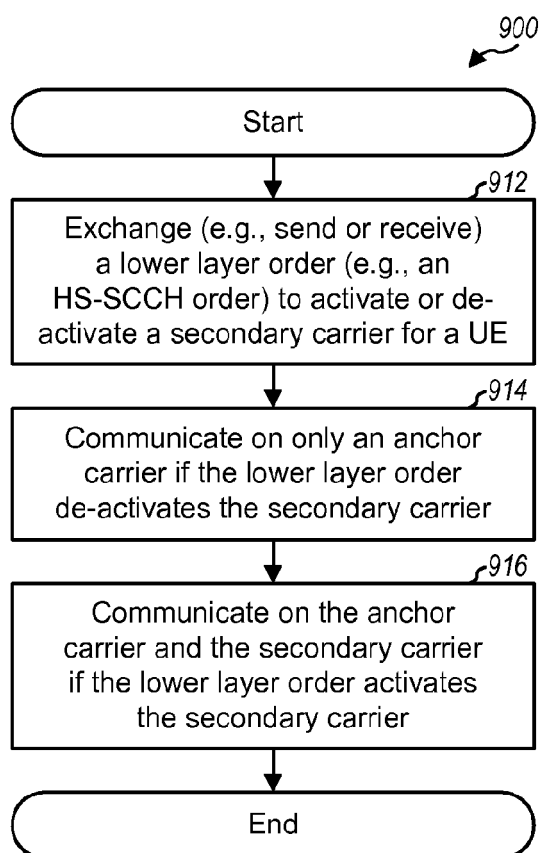 900
Start
912
Exchange (e.g., send or receive)
a lower layer order (e.g., an
HS-SCCH order) to activate or de-
activate a secondary carrier for a UE
914
Communicate on only an anchor
carrier if the lower layer order
de-activates the secondary carrier
916
Communicate on the anchor
carrier and the secondary carrier
if the lower layer order activates
the secondary carrier
End